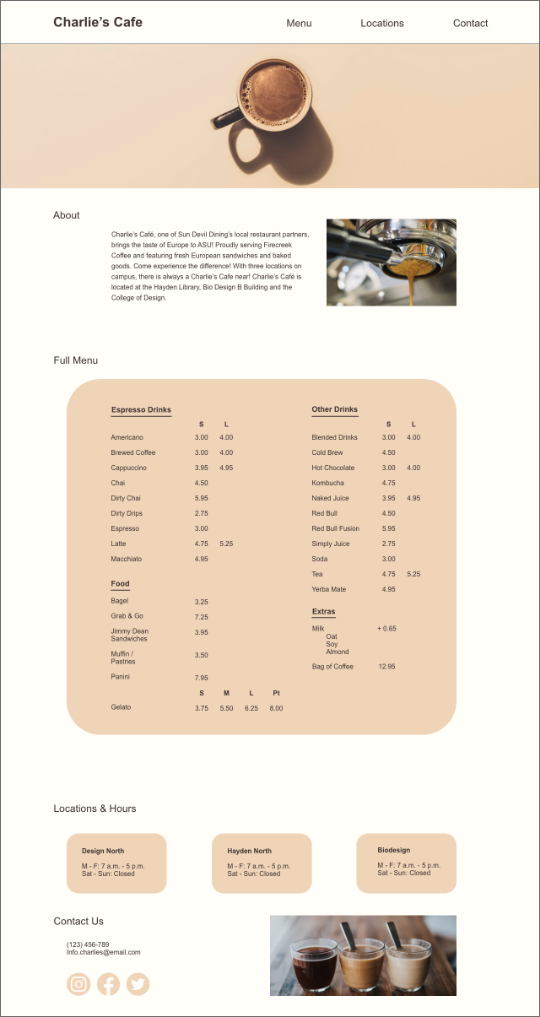 Charlie's Cafe
Menu Locations Contact
About
Charlie's Café, one of Sun Devil Dining's local restaurant partners,
brings the taste of Europe to ASU! Proudly serving Firecreek
Coffee and featuring fresh European sandwiches and baked
goods. Come experience the difference! With three locations on
campus, there is always a Charlie's Cafe near! Charlie's Café is
located at the Hayden Library, Bio Design B Building and the
College of Design.
Full Menu
Espresso Drinks
S L
Americano 3.00 4.00
Brewed Coffee 3.00 4.00
Cappuccino 3.95 4.95
Chai 4.50
Dirty Chai 5.95
Dirty Drips 2.75
Espresso 3.00
Latte 4.75 5.25
Macchiato 4.95
Food
Bagel 3.25
Grab & Go 7.25
Jimmy Dean 3.95
Sandwiches
Muffin / 3.50
Pastries
Panini 7.95
S M L Pt
Gelato 3.75 5.50 6.25 8.00
Other Drinks
S L
Blended Drinks 3.00 4.00
Cold Brew 4.50
Hot Chocolate 3.00 4.00
Kombucha 4.75
Naked Juice 3.95 4.95
Red Bull 4.50
Red Bull Fusion 5.95
Simply Juice 2.75
Soda 3.00
Tea 4.75 5.25
Yerba Mate 4.95
Extras
Milk + 0.65
Oat
Soy
Almond
Bag of Coffee 12.95
Locations & Hours
Design North
M - F: 7 a.m. - 5 p.m.
Sat - Sun: Closed
Hayden North
M - F: 7 a.m. - 5 p.m.
Sat - Sun: Closed
Biodesign
M - F: 7 a.m. - 5 p.m.
Sat - Sun: Closed
Contact Us
(123) 456-789
Info.charlies@email.com